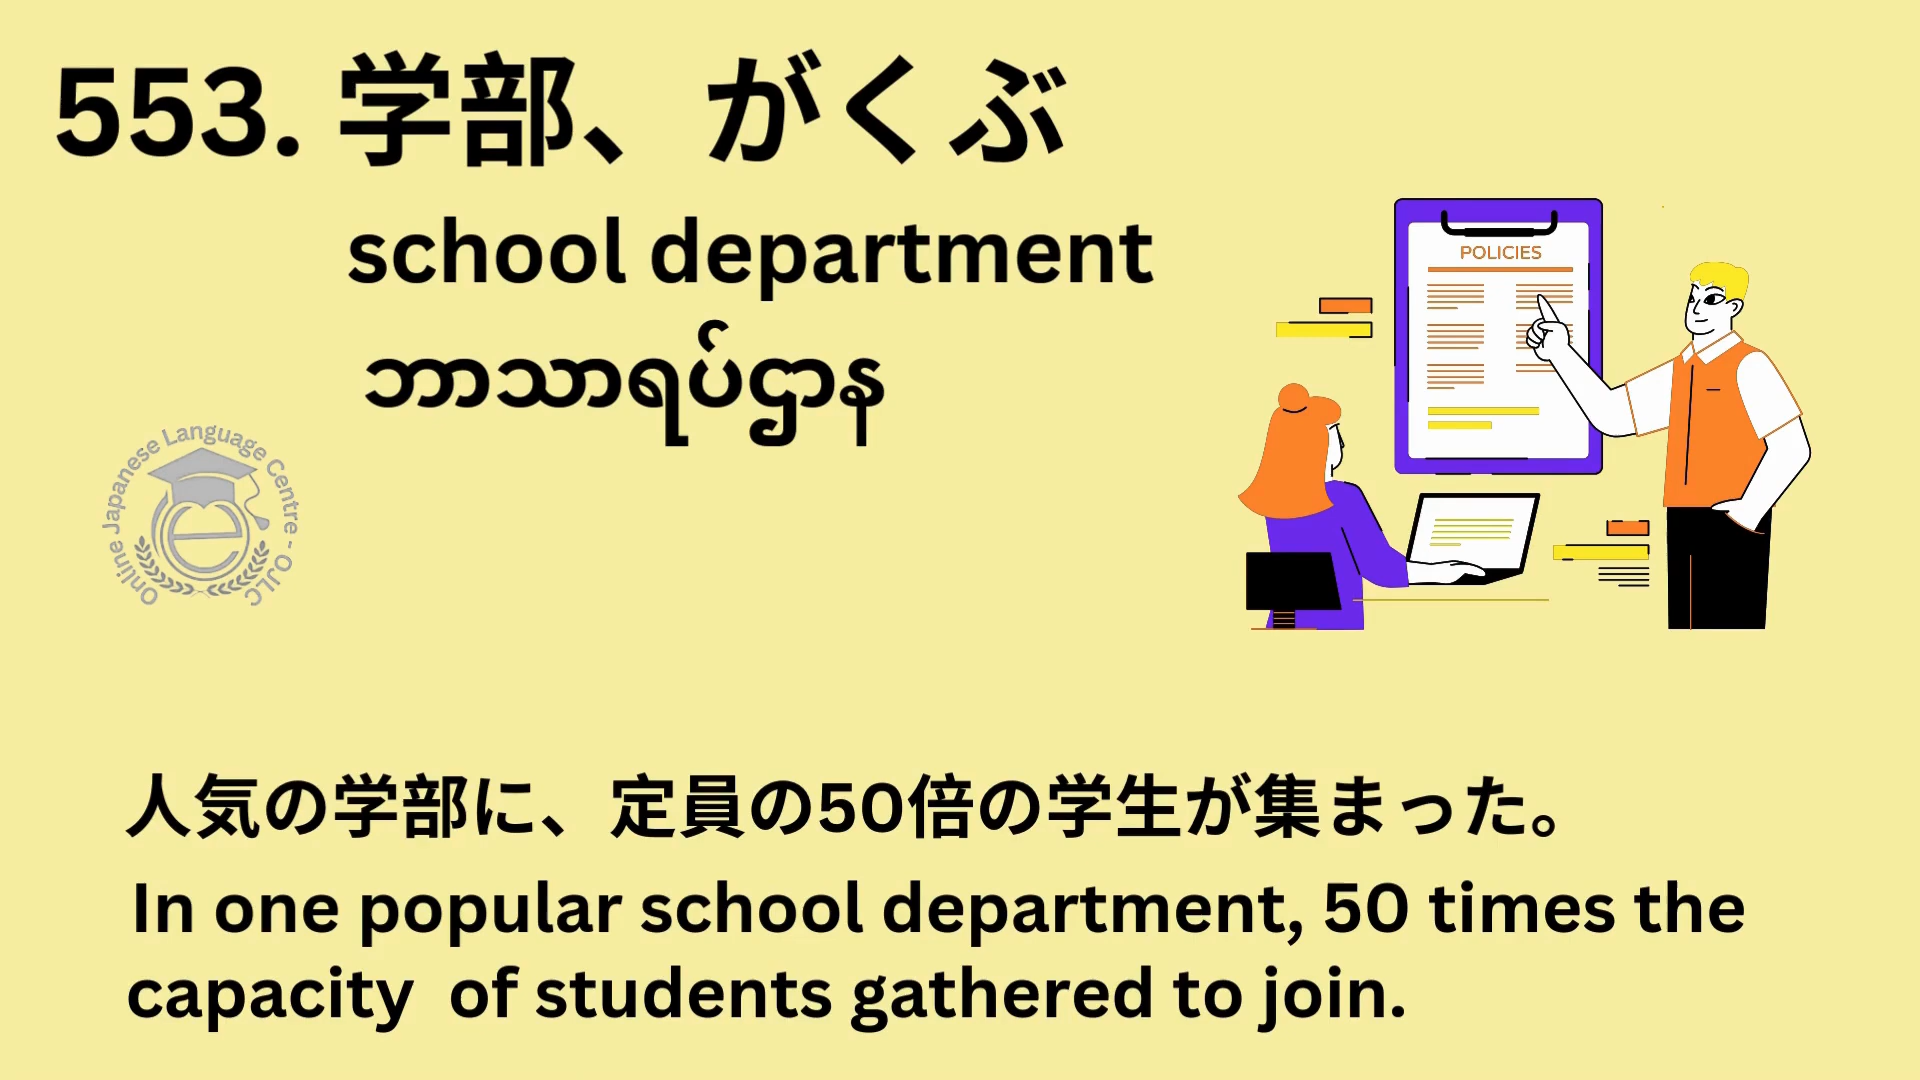 553. 学部、がくぶ
school department
ဘာသာရပ်ဌာန
POLICIES
Online Japanese Language Centre - OJLC
e
人気の学部に、定員の50倍の学生が集まった。
In one popular school department, 50 times the
capacity of students gathered to join.